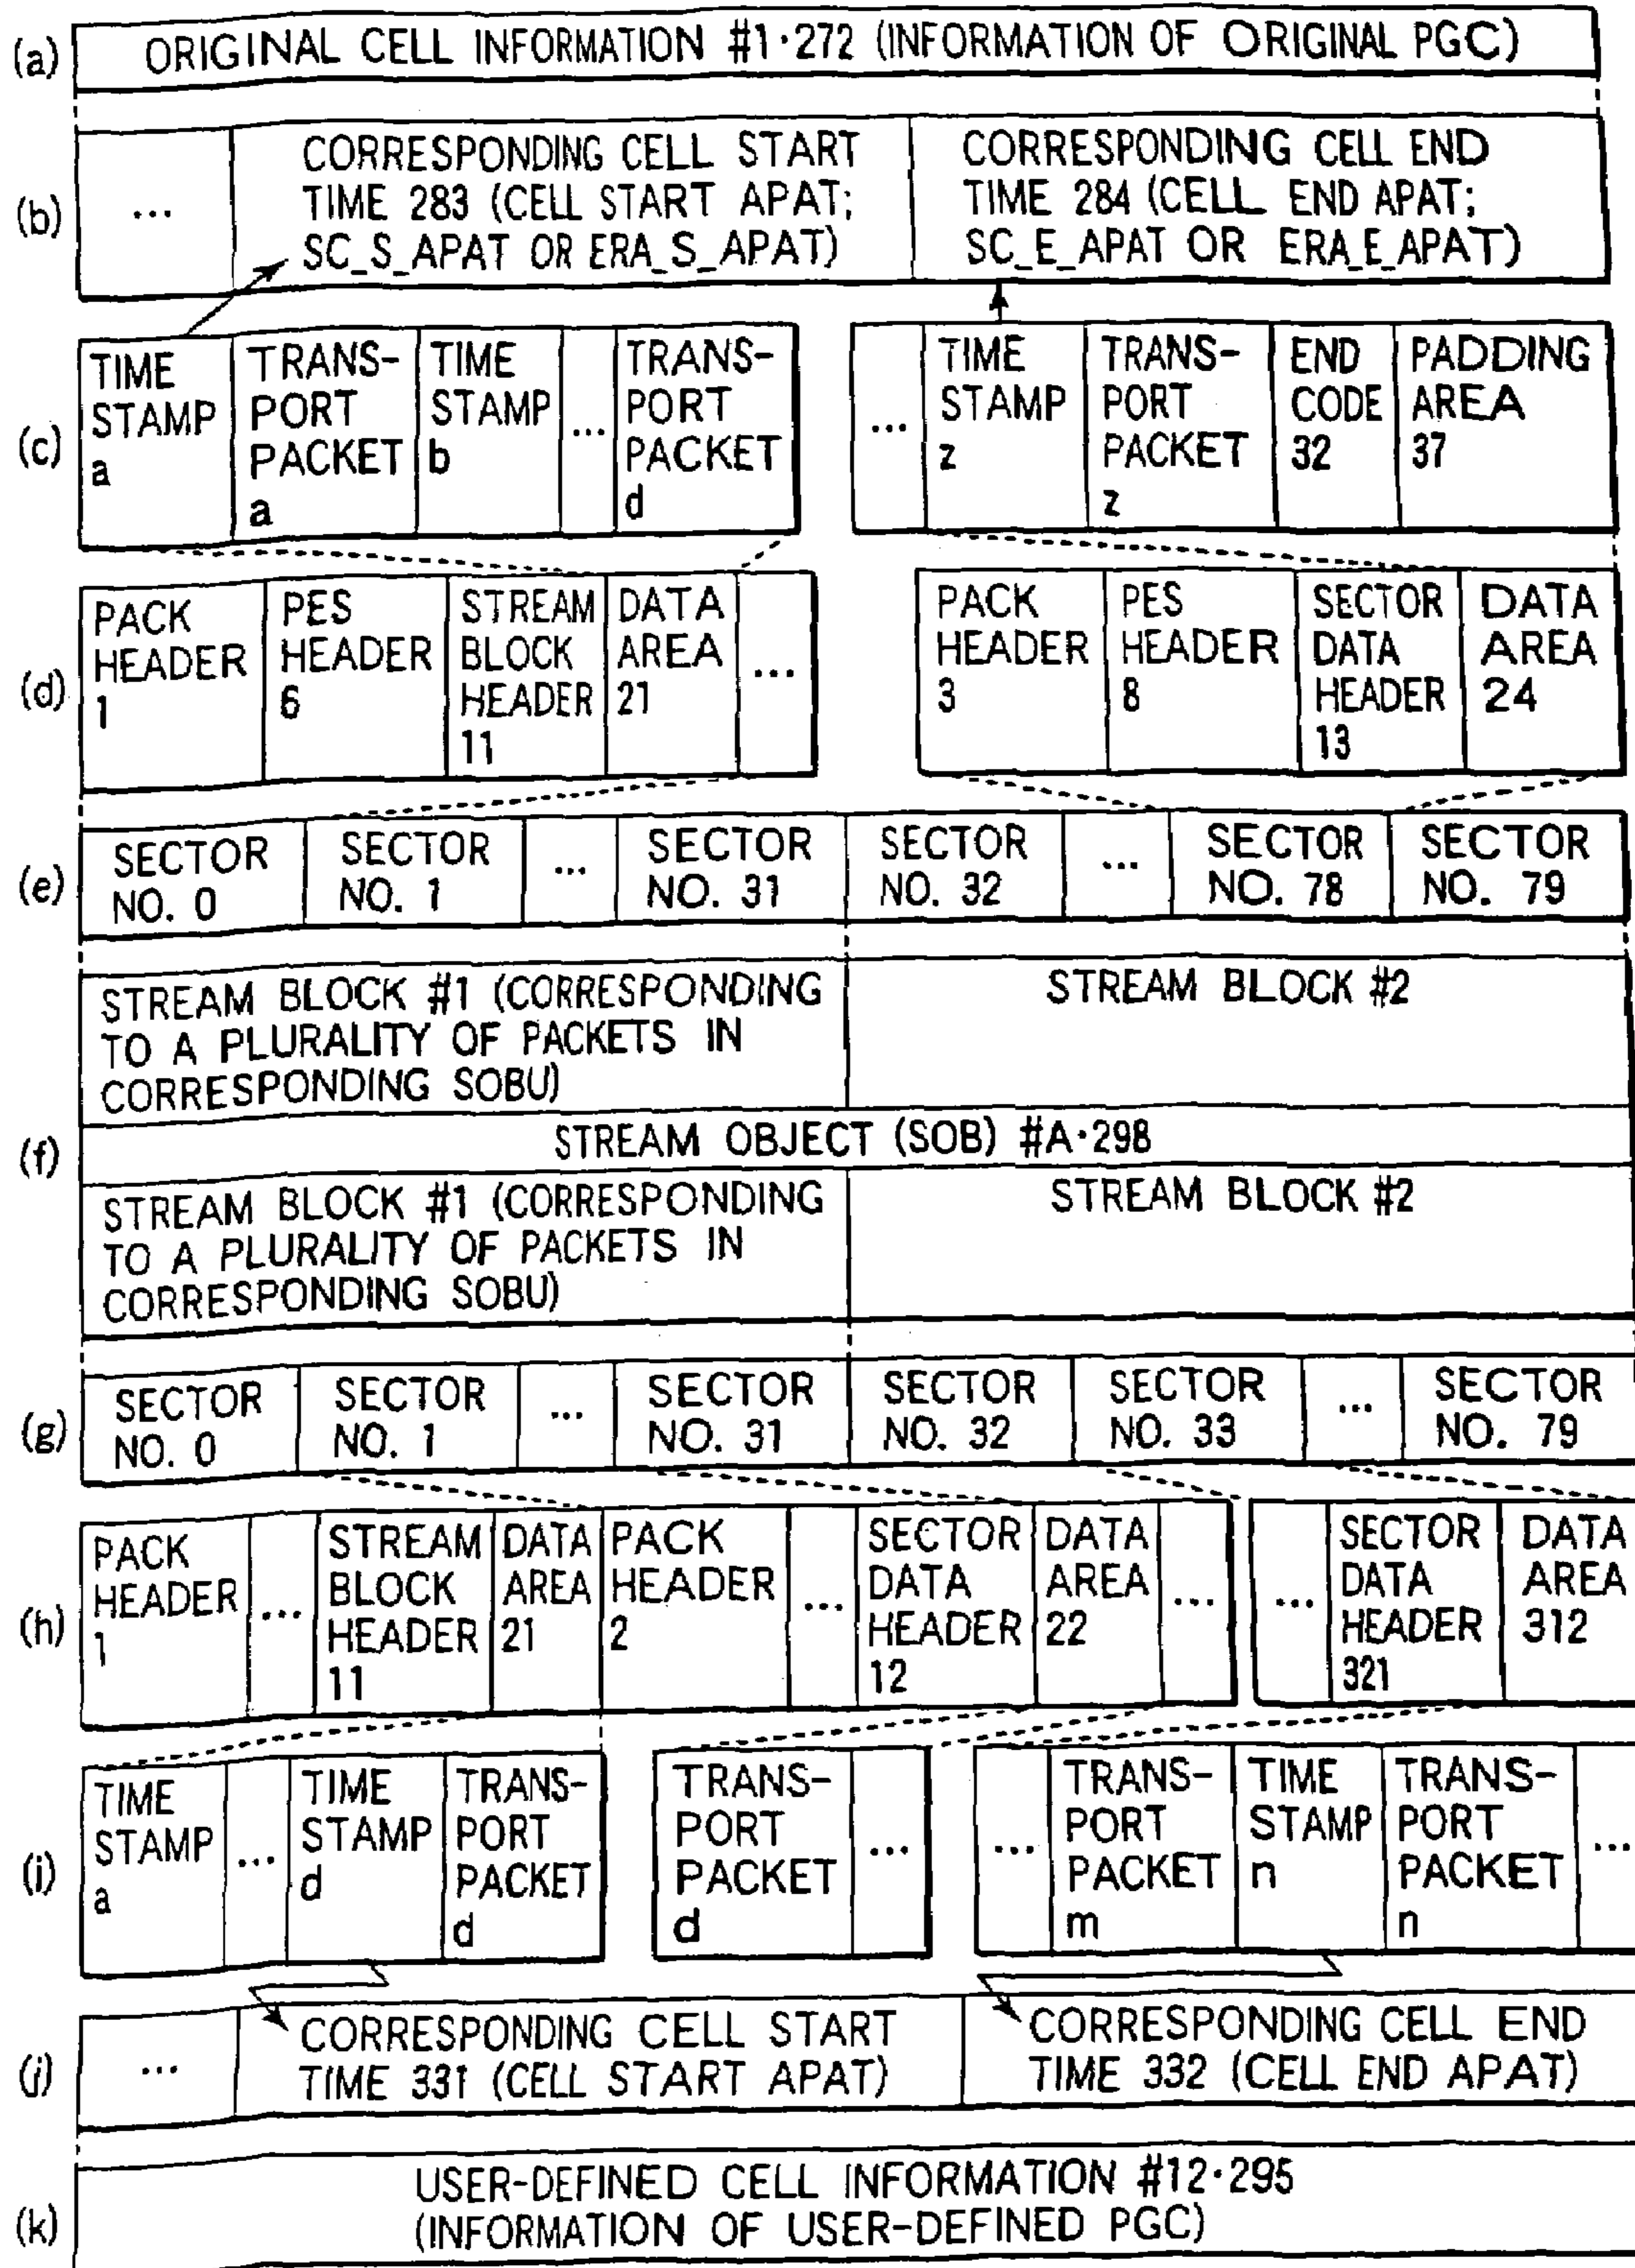 (a) ORIGINAL CELL INFORMATION #1·272 (INFORMATION OF ORIGINAL PGC)
(b)
...
CORRESPONDING CELL START
TIME 283 (CELL START APAT;
SC_S_APAT OR ERA_S_APAT)
CORRESPONDING CELL END
TIME 284 (CELL END APAT;
SC_E_APAT OR ERA_E_APAT)
(c)
TIME
STAMP
a
TRANS-
PORT
PACKET
a
TIME
STAMP
b
...
TRANS-
PORT
PACKET
d
...
TIME
STAMP
z
TRANS-
PORT
PACKET
z
END
CODE
32
PADDING
AREA
37
(d)
PACK
HEADER
1
PES
HEADER
6
STREAM
BLOCK
HEADER
11
DATA
AREA
21
...
PACK
HEADER
3
PES
HEADER
8
SECTOR
DATA
HEADER
13
DATA
AREA
24
(e)
SECTOR
NO. 0
SECTOR
NO. 1
...
SECTOR
NO. 31
SECTOR
NO. 32
...
SECTOR
NO. 78
SECTOR
NO. 79
(f)
STREAM BLOCK #1 (CORRESPONDING
TO A PLURALITY OF PACKETS IN
CORRESPONDING SOBU)
STREAM BLOCK #2
STREAM OBJECT (SOB) #A·298
STREAM BLOCK #1 (CORRESPONDING
TO A PLURALITY OF PACKETS IN
CORRESPONDING SOBU)
STREAM BLOCK #2
(g)
SECTOR
NO. 0
SECTOR
NO. 1
...
SECTOR
NO. 31
SECTOR
NO. 32
SECTOR
NO. 33
...
SECTOR
NO. 79
(h)
PACK
HEADER
1
...
STREAM
BLOCK
HEADER
11
DATA
AREA
21
PACK
HEADER
2
...
SECTOR
DATA
HEADER
12
DATA
AREA
22
...
...
SECTOR
DATA
HEADER
321
DATA
AREA
312
(i)
TIME
STAMP
a
...
TIME
STAMP
d
TRANS-
PORT
PACKET
d
TRANS-
PORT
PACKET
d
...
...
TRANS-
PORT
PACKET
m
TIME
STAMP
n
TRANS-
PORT
PACKET
n
...
(j)
...
CORRESPONDING CELL START
TIME 331 (CELL START APAT)
CORRESPONDING CELL END
TIME 332 (CELL END APAT)
(k)
USER-DEFINED CELL INFORMATION #12·295
(INFORMATION OF USER-DEFINED PGC)